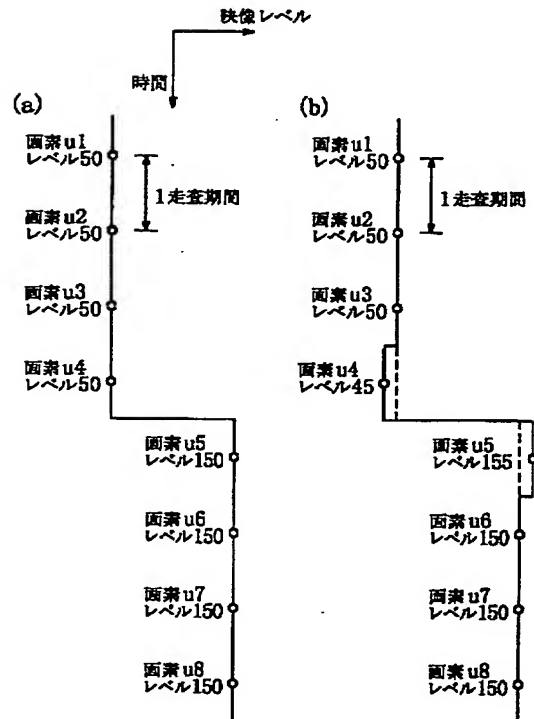 映像レベル
時間
(a)
画素u1
レベル50
1走査期間
画素u2
レベル50
画素u3
レベル50
画素u4
レベル50
画素u5
レベル150
画素u6
レベル150
画素u7
レベル150
画素u8
レベル150
(b)
画素u1
レベル50
1走査期間
画素u2
レベル50
画素u3
レベル50
画素u4
レベル45
画素u5
レベル155
画素u6
レベル150
画素u7
レベル150
画素u8
レベル150